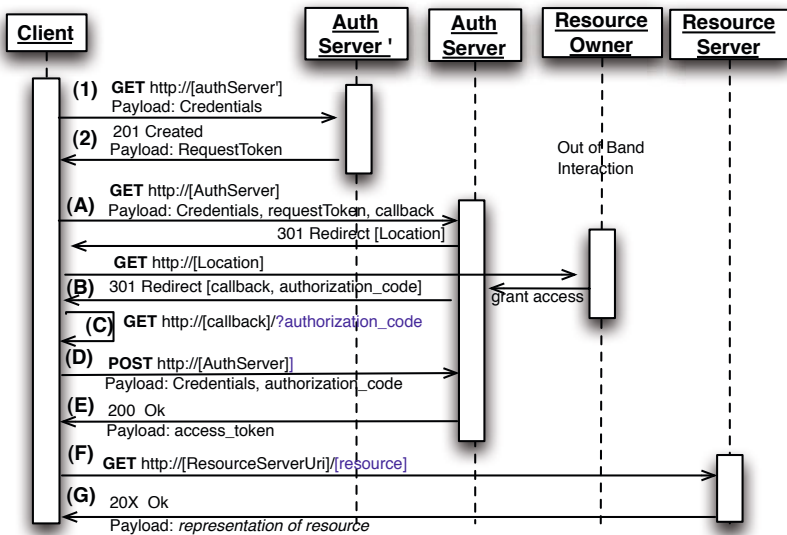 Client
Auth
Server '
Auth
Server
Resource
Owner
Resource
Server
(1) GET http://[authServer']
Payload: Credentials
(2) 201 Created
Payload: RequestToken
Out of Band
Interaction
GET http://[AuthServer]
(A) Payload: Credentials, requestToken, callback
301 Redirect [Location]
GET http://[Location]
(B) 301 Redirect [callback, authorization_code]
grant access
(C) GET http://[callback]/?authorization_code
(D) POST http://[AuthServer]]
Payload: Credentials, authorization_code
(E) 200 Ok
Payload: access_token
(F) GET http://[ResourceServerUri]/[resource]
(G) 20X Ok
Payload: representation of resource